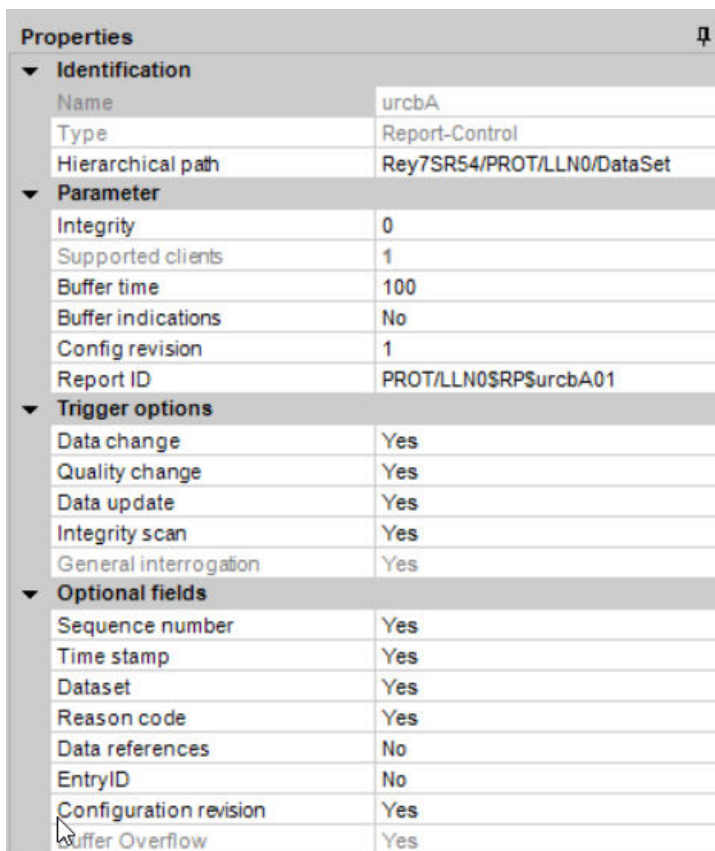 Properties
Identification
Name urcbA
Type Report-Control
Hierarchical path Rey7SR54/PROT/LLN0/DataSet
Parameter
Integrity 0
Supported clients 1
Buffer time 100
Buffer indications No
Config revision 1
Report ID PROT/LLN0$RP$urcbA01
Trigger options
Data change Yes
Quality change Yes
Data update Yes
Integrity scan Yes
General interrogation Yes
Optional fields
Sequence number Yes
Time stamp Yes
Dataset Yes
Reason code Yes
Data references No
EntryID No
Configuration revision Yes
Buffer Overflow Yes